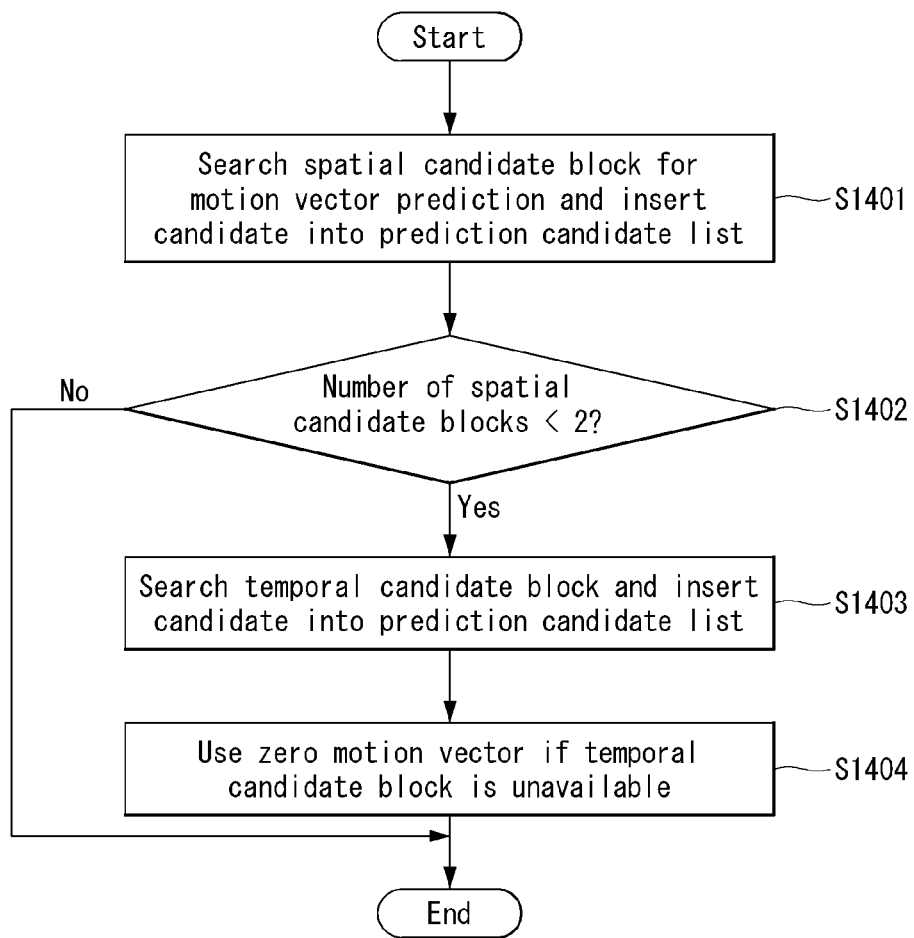 Start
Search spatial candidate block for
motion vector prediction and insert
candidate into prediction candidate list
S1401
Number of spatial
candidate blocks < 2?
S1402
No
Yes
Search temporal candidate block and insert
candidate into prediction candidate list
S1403
Use zero motion vector if temporal
candidate block is unavailable
S1404
End